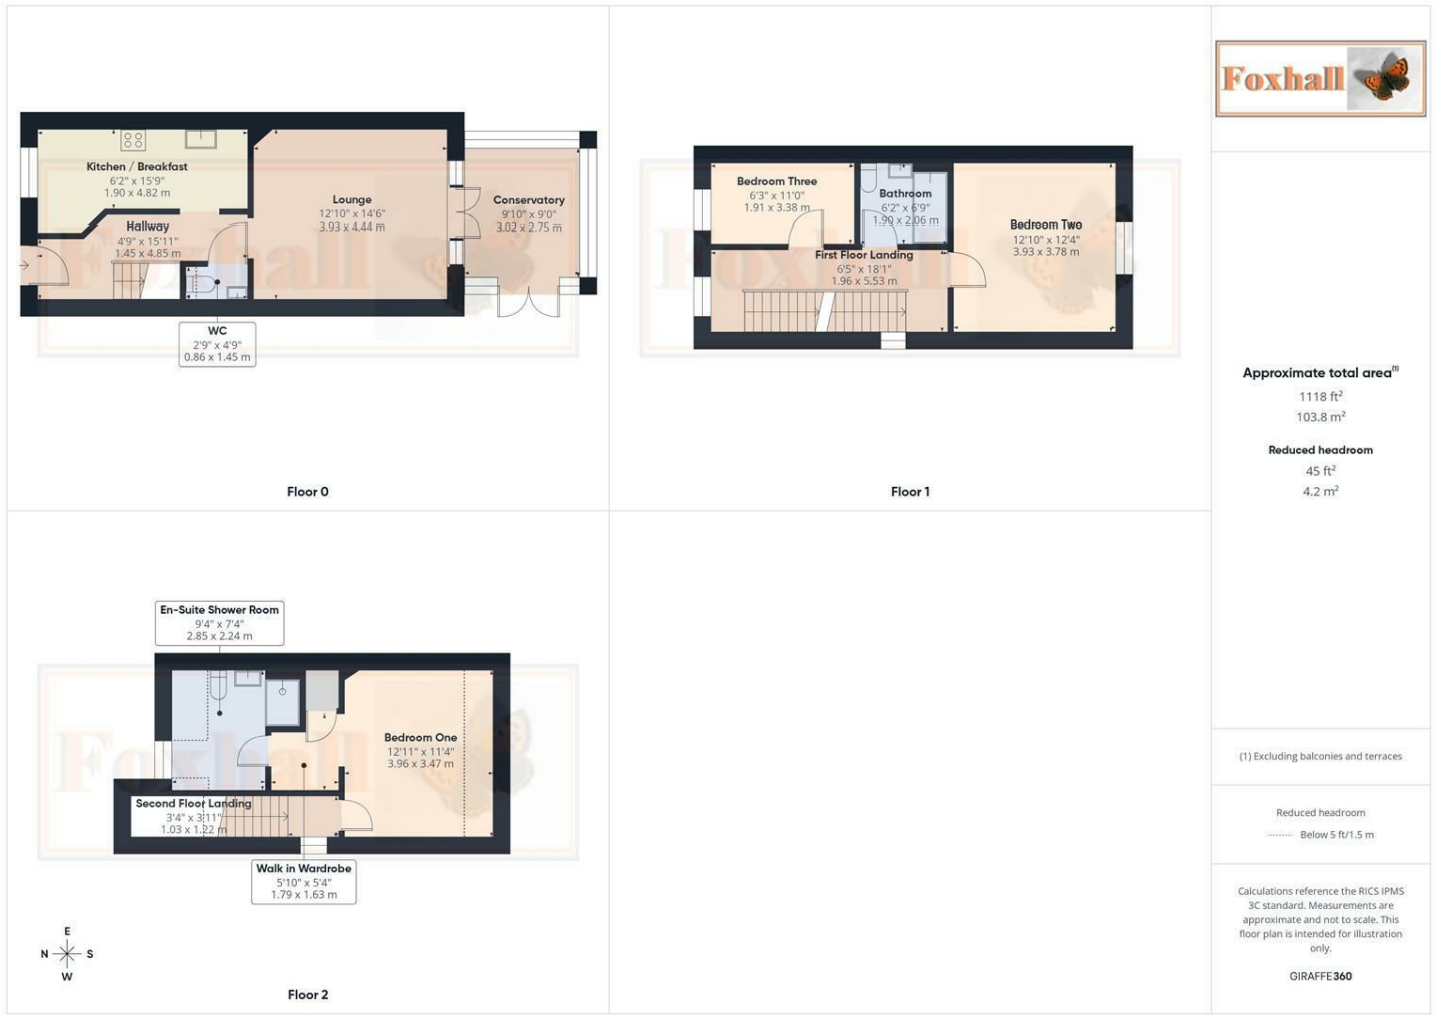 Kitchen / Breakfast
6'2" x 15'9"
1.90 x 4.82 m
Hallway
4'9" x 15'11"
1.45 x 4.85 m
Lounge
12'10" x 14'6"
3.93 x 4.44 m
Conservatory
9'10" x 9'0"
3.02 x 2.75 m
WC
2'9" x 4'9"
0.86 x 1.45 m
Floor 0
Bedroom Three
6'3" x 11'0"
1.91 x 3.38 m
Bathroom
6'2" x 6'9"
1.90 x 2.06 m
Bedroom Two
12'10" x 12'4"
3.93 x 3.78 m
First Floor Landing
6'5" x 18'1"
1.96 x 5.53 m
Floor 1
En-Suite Shower Room
9'4" x 7'4"
2.85 x 2.24 m
Bedroom One
12'11" x 11'4"
3.96 x 3.47 m
Second Floor Landing
3'4" x 3'11"
1.03 x 1.22 m
Walk in Wardrobe
5'10" x 5'4"
1.79 x 1.63 m
E
N S
W
Floor 2
Foxhall
Foxhall
Foxhall
Foxhall
Approximate total area(1)
1118 ft²
103.8 m²
Reduced headroom
45 ft²
4.2 m²
(1) Excluding balconies and terraces
Reduced headroom
Below 5 ft/1.5 m
Calculations reference the RICS IPMS
3C standard. Measurements are
approximate and not to scale. This
floor plan is intended for illustration
only.
GIRAFFE360